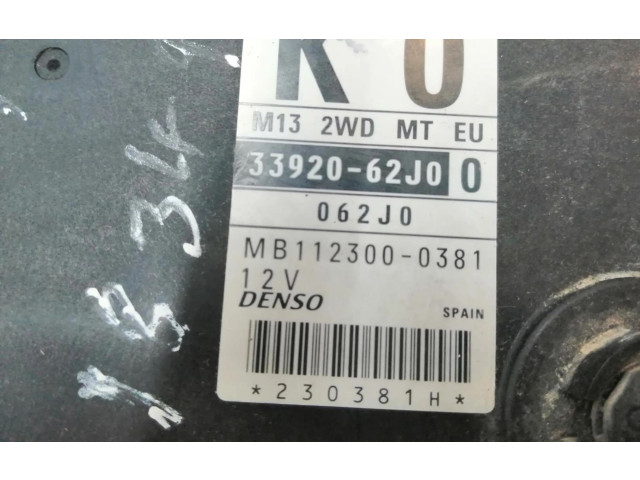 K0
M13 2WD MT EU
33920-62J0 0
062J0
MB112300-0381
12V
DENSO SPAIN
*230381H*